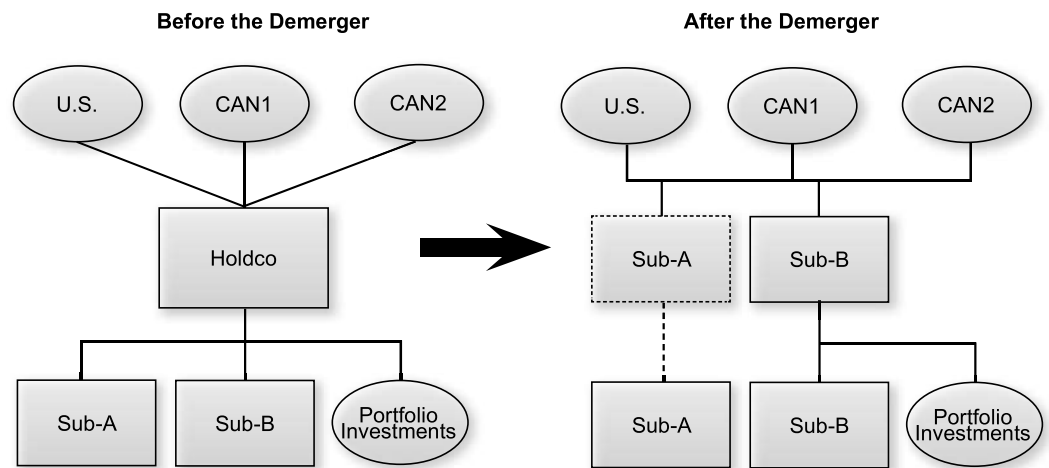 Before the Demerger
After the Demerger
U.S.
CAN1
CAN2
U.S.
CAN1
CAN2
Holdco
Sub-A
Sub-B
Sub-A
Sub-B
Portfolio
Investments
Sub-A
Sub-B
Portfolio
Investments